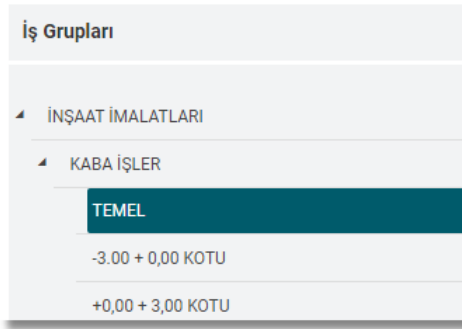 İş Grupları
İNŞAAT İMALATLARI
KABA İŞLER
TEMEL
-3.00 + 0,00 KOTU
+0,00 + 3,00 KOTU